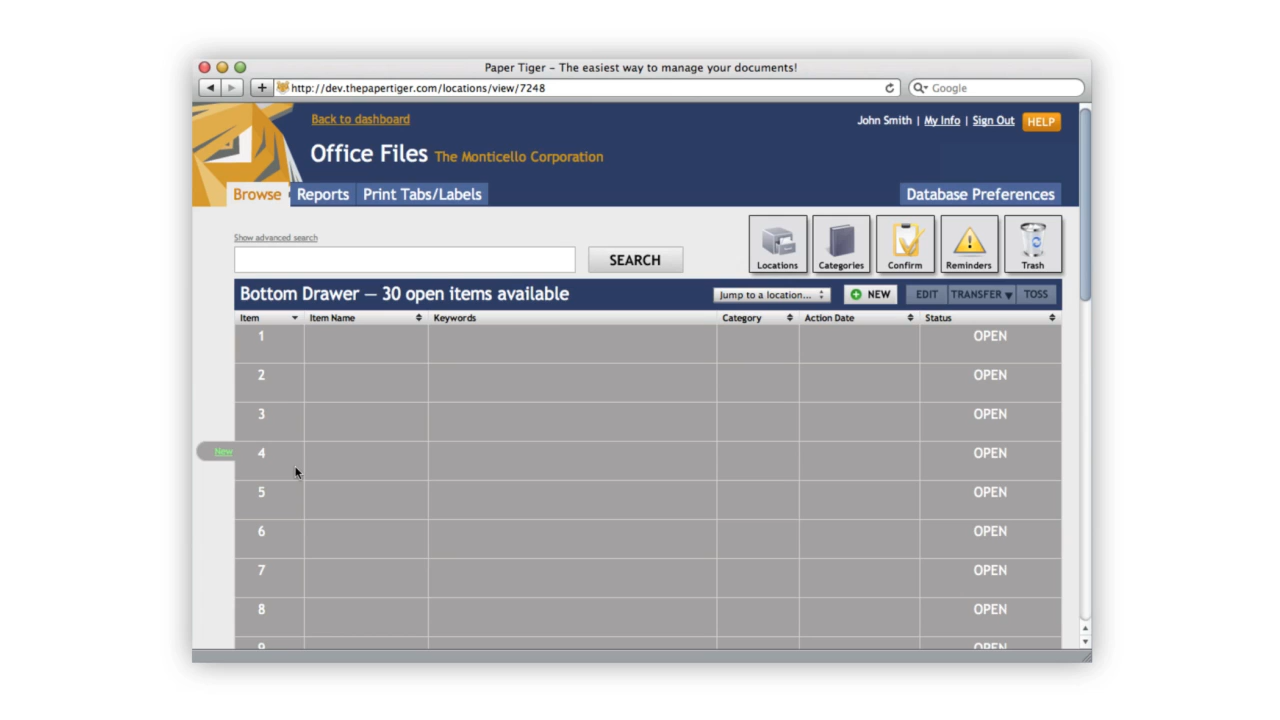 Paper Tiger – The easiest way to manage your documents!
http://dev.thepapertiger.com/locations/view/7248
Google
Back to dashboard
John Smith | My Info | Sign Out HELP
Office Files The Monticello Corporation
Browse Reports Print Tabs/Labels Database Preferences
Show advanced search
SEARCH
Locations Categories Confirm Reminders Trash
Bottom Drawer — 30 open items available Jump to a location... NEW EDIT TRANSFER TOSS
Item Item Name Keywords Category Action Date Status
1 OPEN
2 OPEN
3 OPEN
New 4 OPEN
5 OPEN
6 OPEN
7 OPEN
8 OPEN
9 OPEN